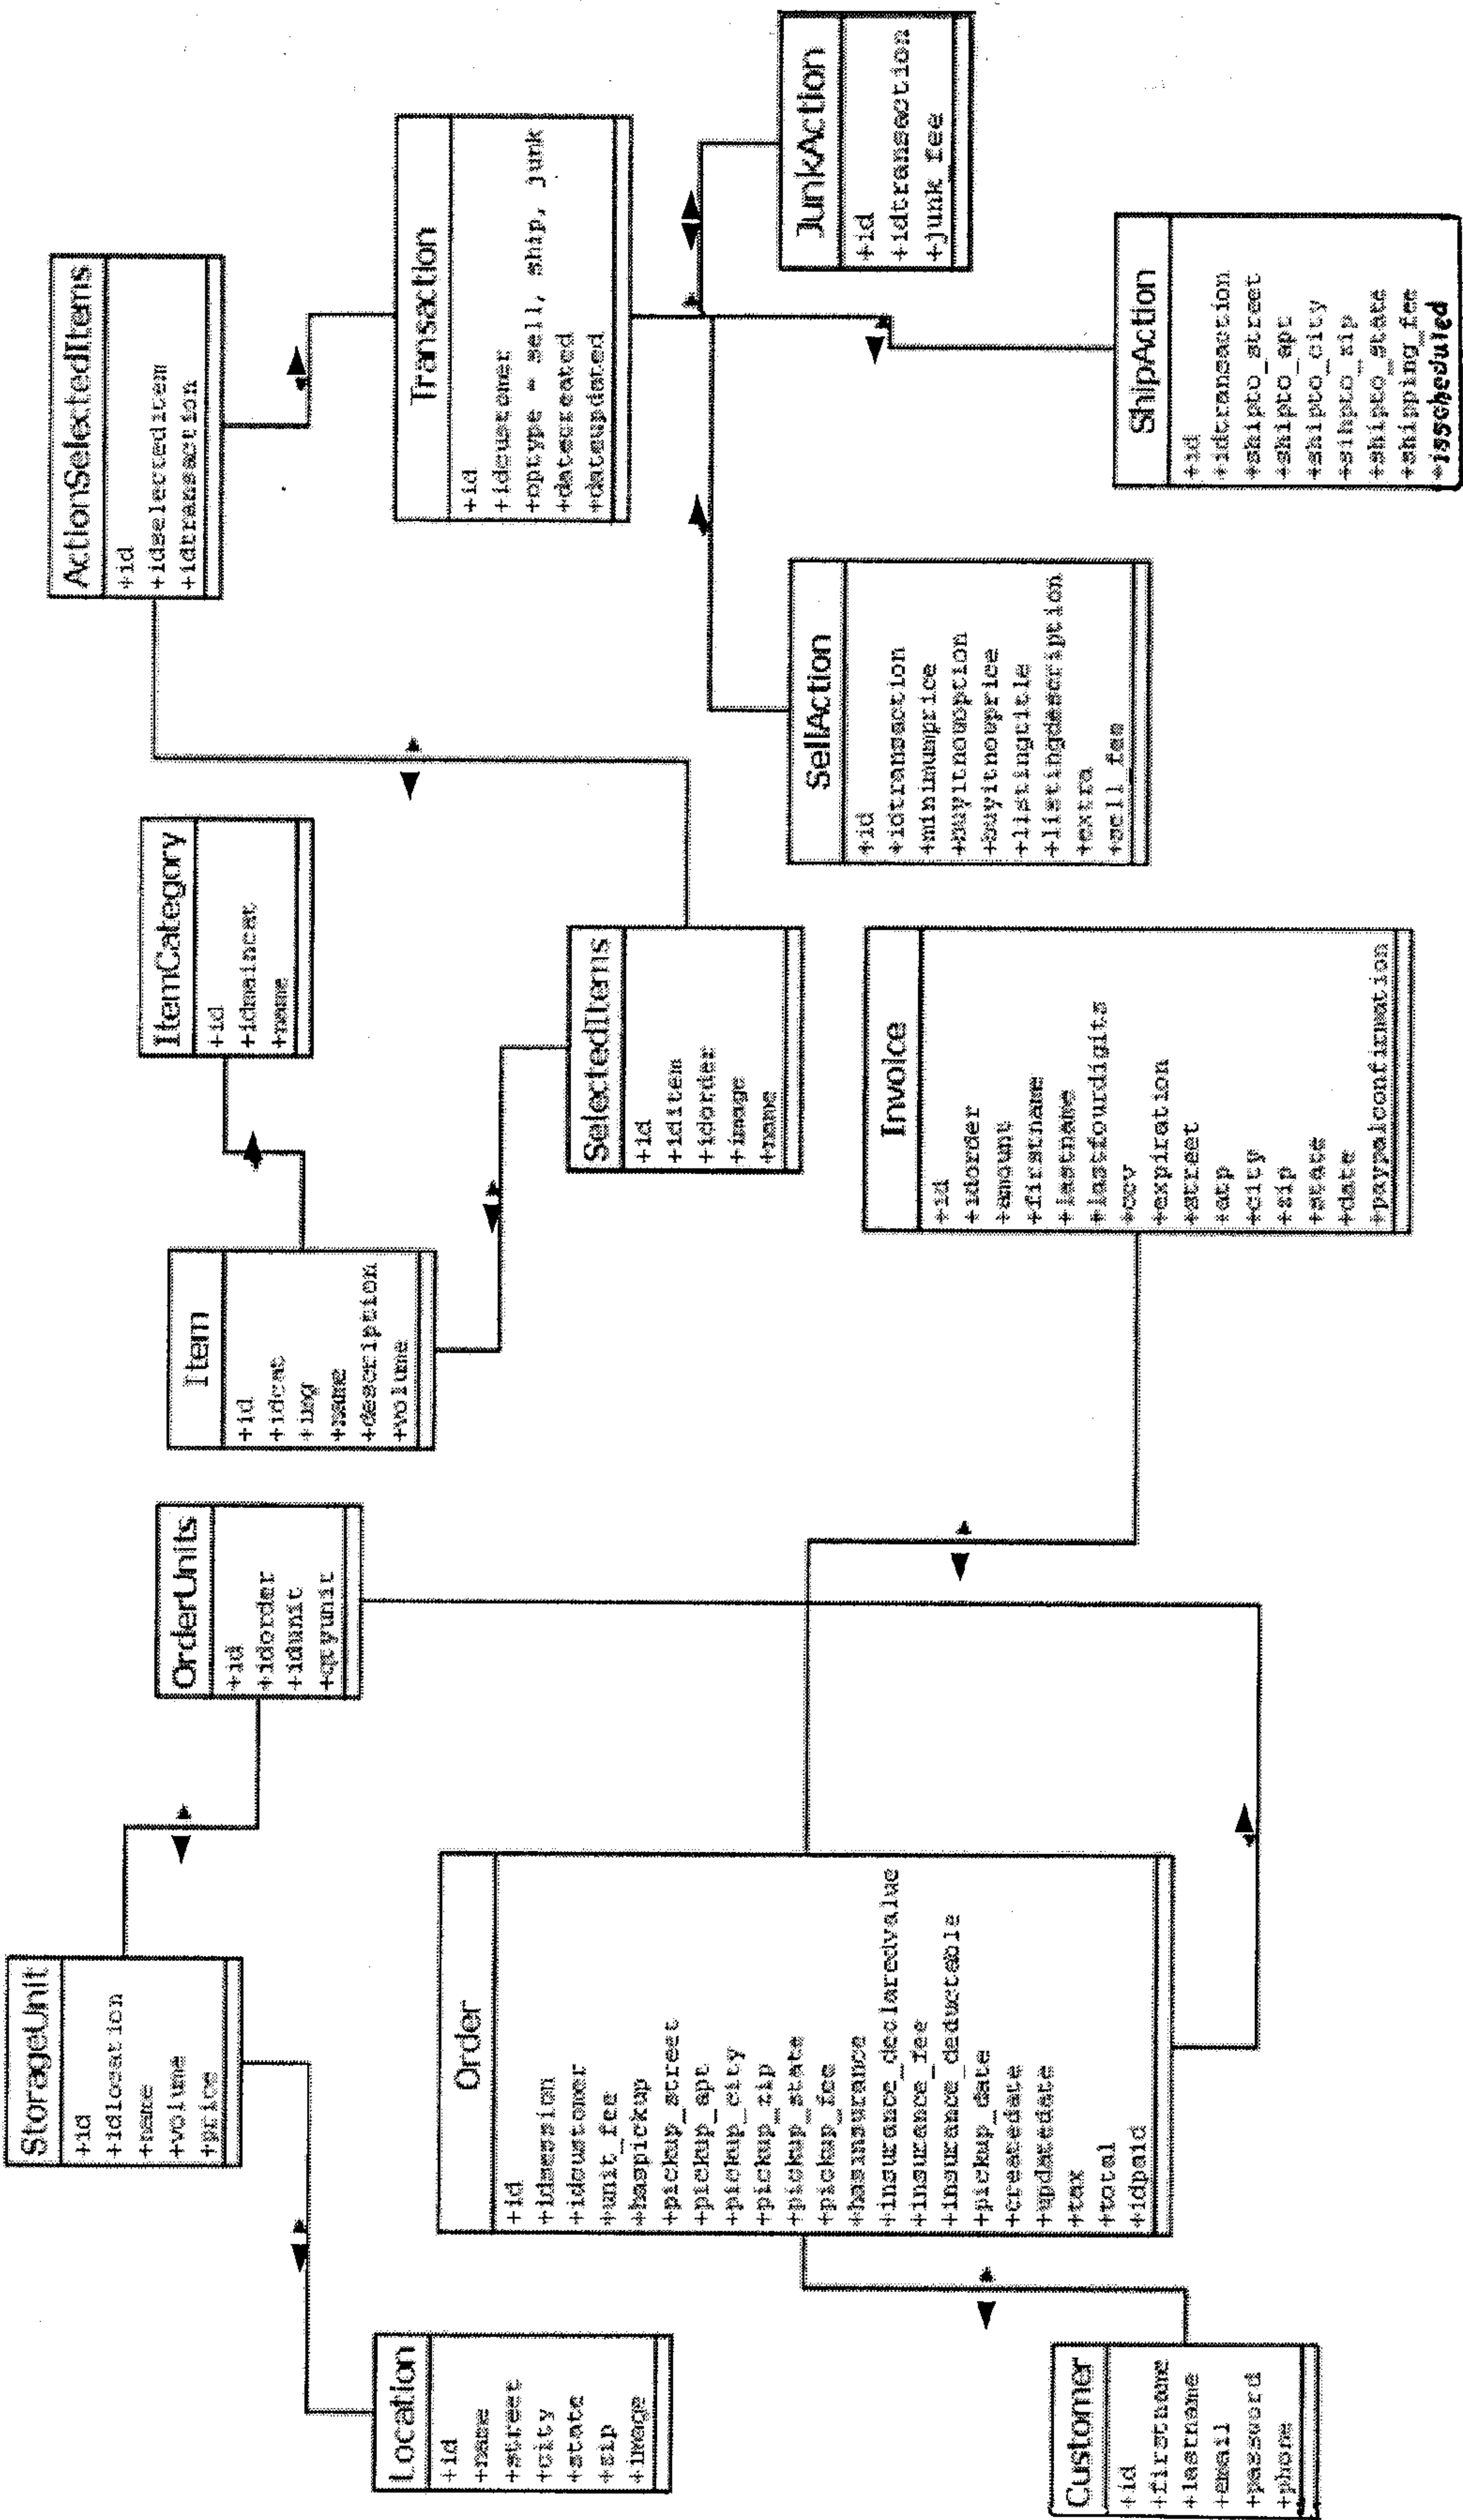 StorageUnit
+id
+idlocation
+name
+volume
+price
OrderUnits
+id
+idorder
+idunit
+qtyunit
Item
+id
+idcat
+img
+name
+description
+volume
ItemCategory
+id
+idmaincat
+name
ActionSelectedItems
+id
+idselecteditem
+idtransaction
Location
+id
+name
+street
+city
+state
+zip
+image
Order
+id
+idsession
+idcustomer
+unit_fee
+haspickup
+pickup_street
+pickup_apt
+pickup_city
+pickup_zip
+pickup_state
+pickup_fee
+hasinsurance
+insurance_declaredvalue
+insurance_fee
+insurance_deductable
+pickup_date
+createdate
+updatedate
+tax
+total
+idpaid
SelectedItems
+id
+iditem
+idorder
+image
+name
Transaction
+id
+idcustomer
+optype = sell, ship, junk
+datecreated
+dateupdated
Customer
+id
+firstname
+lastname
+email
+password
+phone
Invoice
+id
+idorder
+amount
+firstname
+lastname
+lastfourdigits
+ccv
+expiration
+street
+atp
+city
+zip
+state
+date
+paypalconfirmation
SellAction
+id
+idtransaction
+minimumprice
+buyitnowoption
+buyitnowprice
+listingtitle
+listingdescription
+extra
+sell_fee
JunkAction
+id
+idtransaction
+junk fee
ShipAction
+id
+idtransaction
+shipto_street
+shipto_apt
+shipto_city
+sihpto_zip
+shipto_state
+shipping_fee
+isscheduled